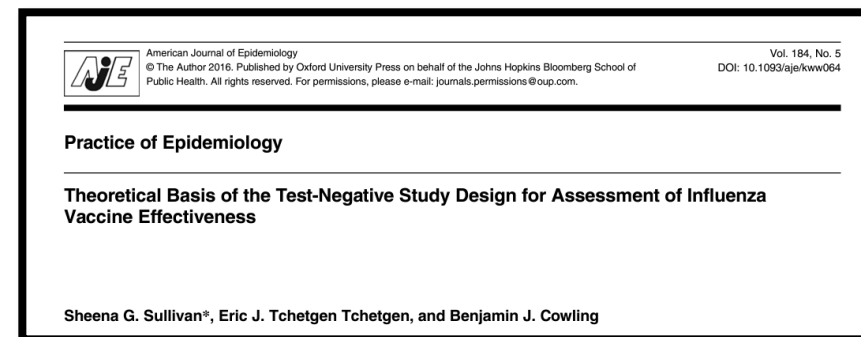 AJE
American Journal of Epidemiology
© The Author 2016. Published by Oxford University Press on behalf of the Johns Hopkins Bloomberg School of
Public Health. All rights reserved. For permissions, please e-mail: journals.permissions@oup.com.
Vol. 184, No. 5
DOI: 10.1093/aje/kww064
Practice of Epidemiology
Theoretical Basis of the Test-Negative Study Design for Assessment of Influenza
Vaccine Effectiveness
Sheena G. Sullivan*, Eric J. Tchetgen Tchetgen, and Benjamin J. Cowling